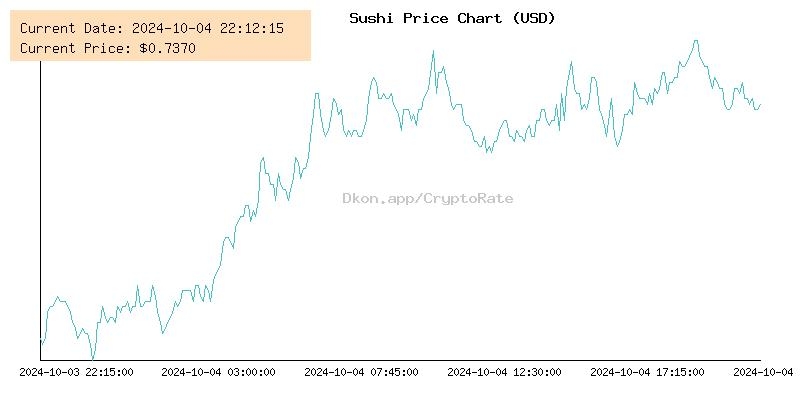 Sushi Price Chart (USD)
Current Date: 2024-10-04 22:12:15
Current Price: $0.7370
Dkon.app/CryptoRate
2024-10-03 22:15:00 2024-10-04 03:00:00 2024-10-04 07:45:00 2024-10-04 12:30:00 2024-10-04 17:15:00 2024-10-04